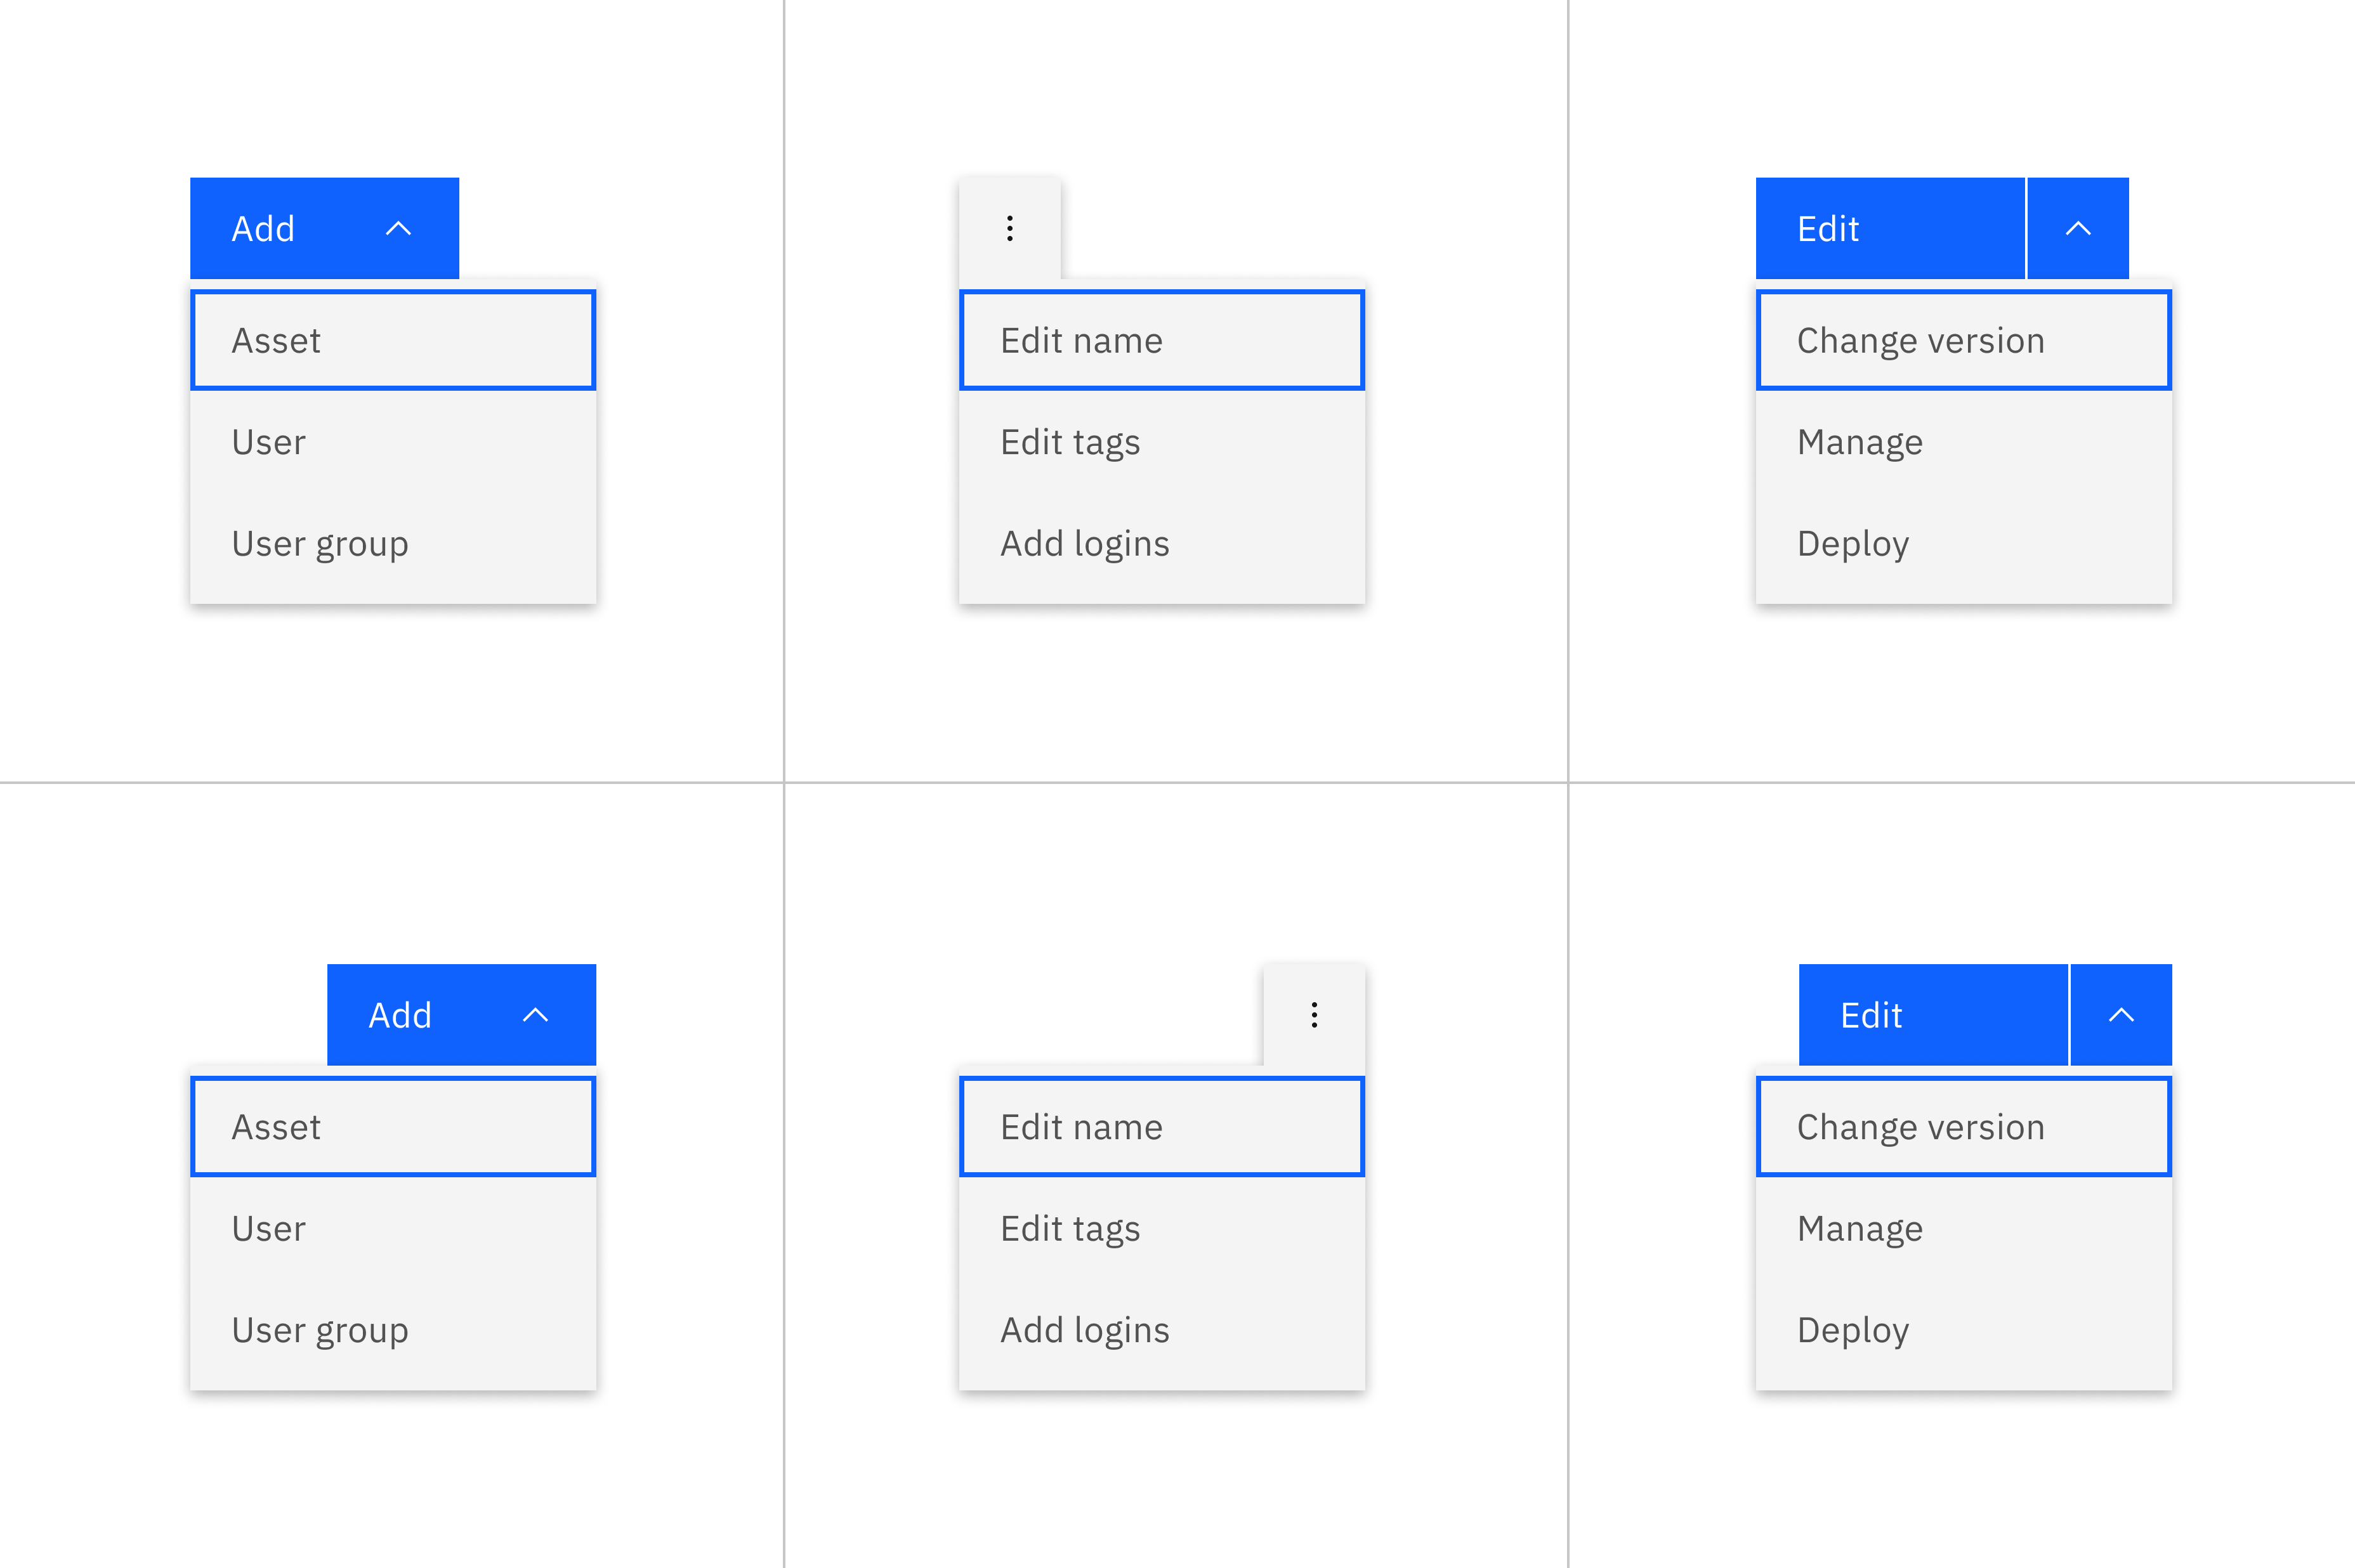 Add
Asset
User
User group
Edit name
Edit tags
Add logins
Edit
Change version
Manage
Deploy
Add
Asset
User
User group
Edit name
Edit tags
Add logins
Edit
Change version
Manage
Deploy